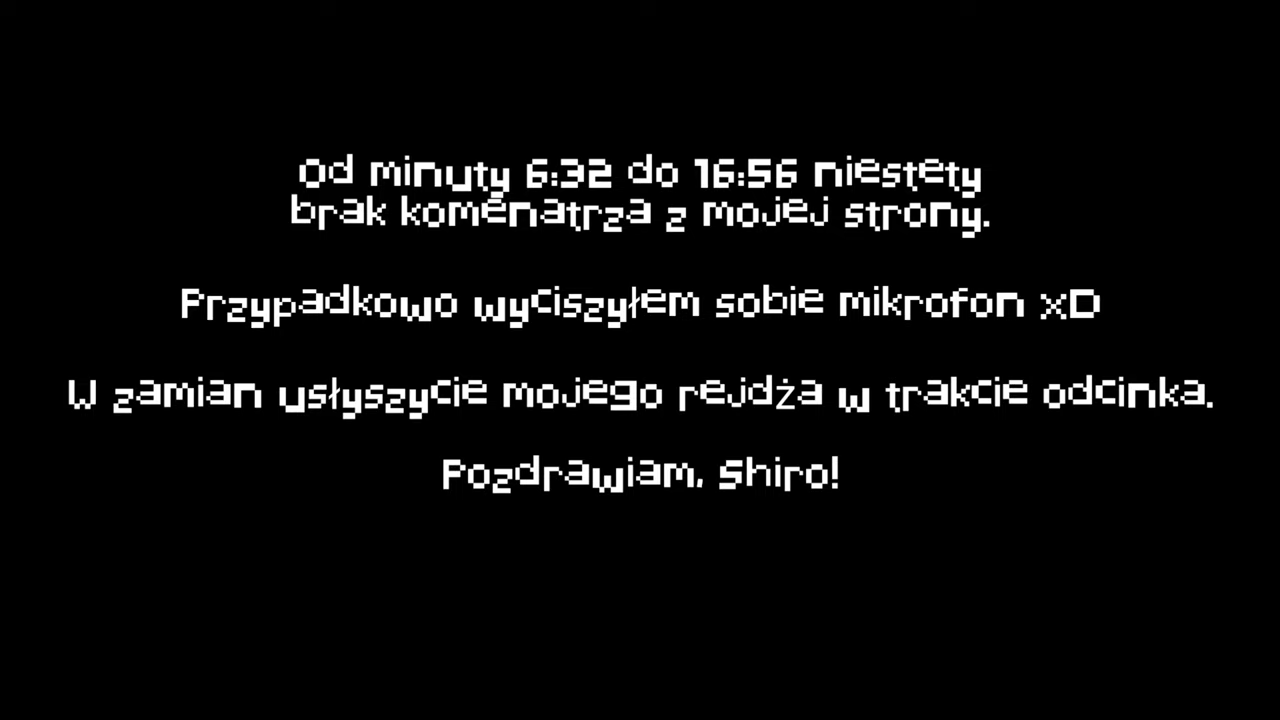 Od minuty 6:32 do 16:56 niestety
brak komenatrza z mojej strony.
Przypadkowo wyciszyłem sobie mikrofon xD
W zamian usłyszycie mojego rejdża w trakcie odcinka.
Pozdrawiam, Shiro!